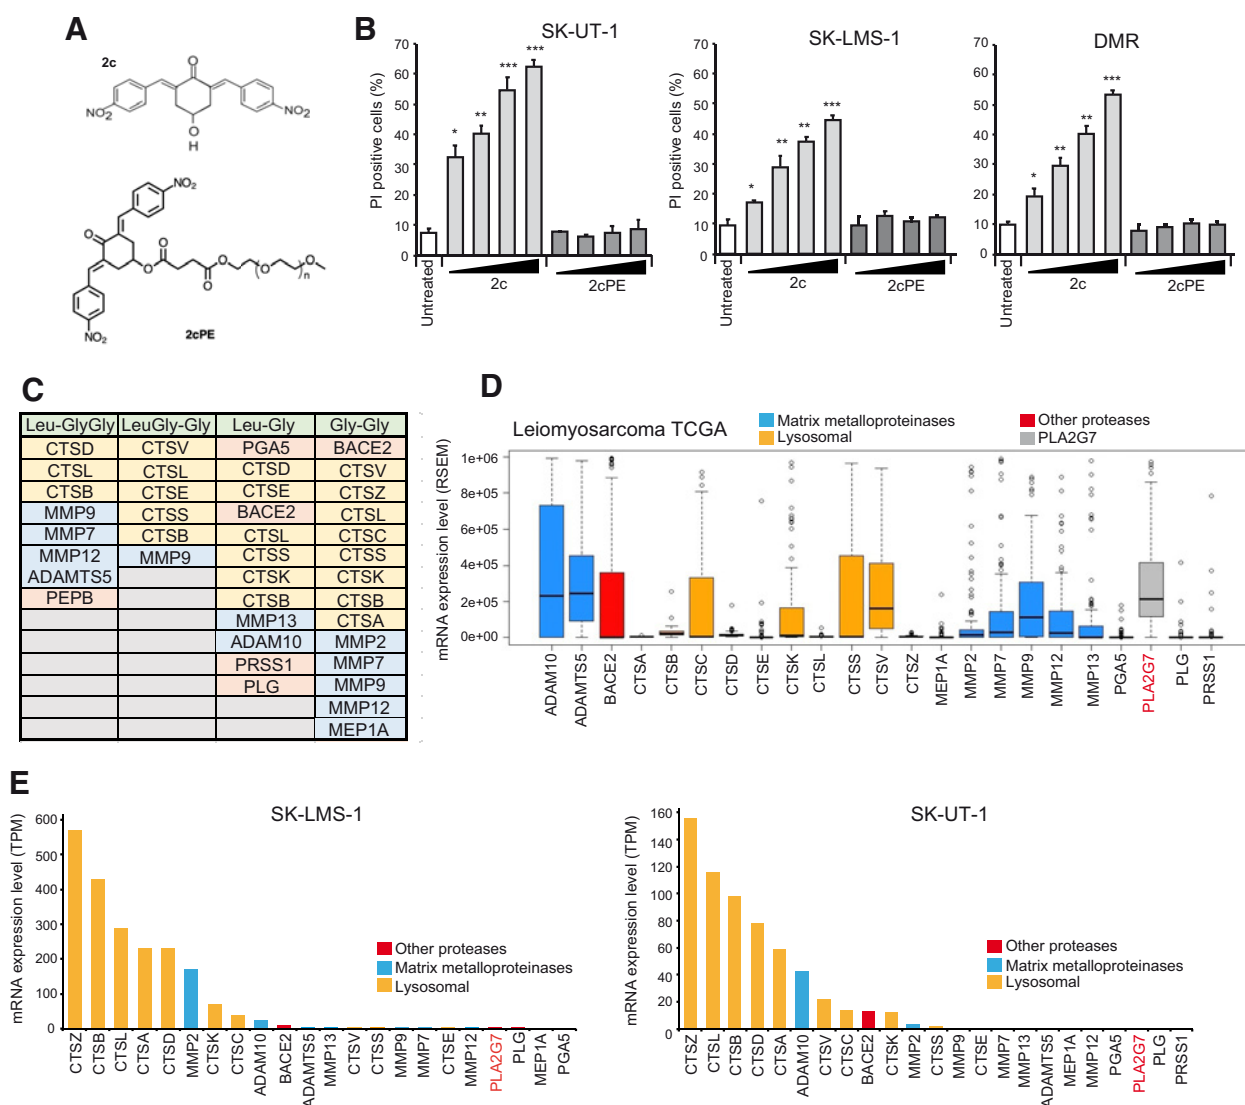 A
2c
O
NO2
NO2
O
H
NO2
O
O
O
O
O
O
O
n
NO2
2cPE
B
SK-UT-1
PI positive cells (%)
70
60
50
40
30
20
10
0
*
**
***
***
Untreated
2c
2cPE
SK-LMS-1
PI positive cells (%)
70
60
50
40
30
20
10
0
*
**
**
***
Untreated
2c
2cPE
DMR
PI positive cells (%)
70
60
50
40
30
20
10
0
*
**
**
***
Untreated
2c
2cPE
C
Leu-GlyGly LeuGly-Gly Leu-Gly Gly-Gly
CTSD CTSV PGA5 BACE2
CTSL CTSL CTSD CTSV
CTSB CTSE CTSE CTSZ
MMP9 CTSS BACE2 CTSL
MMP7 CTSB CTSL CTSC
MMP12 MMP9 CTSS CTSS
ADAMTS5 CTSK CTSK
PEPB CTSB CTSB
MMP13 CTSA
ADAM10 MMP2
PRSS1 MMP7
PLG MMP9
MMP12
MEP1A
D
Leiomyosarcoma TCGA
Matrix metalloproteinases
Lysosomal
Other proteases
PLA2G7
mRNA expression level (RSEM)
1e+06
8e+05
6e+05
4e+05
2e+05
0e+00
ADAM10
ADAMTS5
BACE2
CTSA
CTSB
CTSC
CTSD
CTSE
CTSK
CTSL
CTSS
CTSV
CTSZ
MEP1A
MMP2
MMP7
MMP9
MMP12
MMP13
PGA5
PLA2G7
PLG
PRSS1
E
SK-LMS-1
mRNA expression level (TPM)
600
500
400
300
200
100
0
Other proteases
Matrix metalloproteinases
Lysosomal
CTSZ
CTSB
CTSL
CTSA
CTSD
MMP2
CTSK
CTSC
ADAM10
BACE2
ADAMTS5
MMP13
CTSV
CTSS
MMP9
MMP7
CTSE
MMP12
PLA2G7
PLG
MEP1A
PGA5
SK-UT-1
mRNA expression level (TPM)
160
140
120
100
80
60
40
20
0
Other proteases
Matrix metalloproteinases
Lysosomal
CTSZ
CTSL
CTSB
CTSD
CTSA
ADAM10
CTSV
CTSC
BACE2
CTSK
MMP2
CTSS
MMP9
CTSE
MMP7
MMP13
ADAMTS5
MEP1A
MMP12
PGA5
PLA2G7
PLG
PRSS1